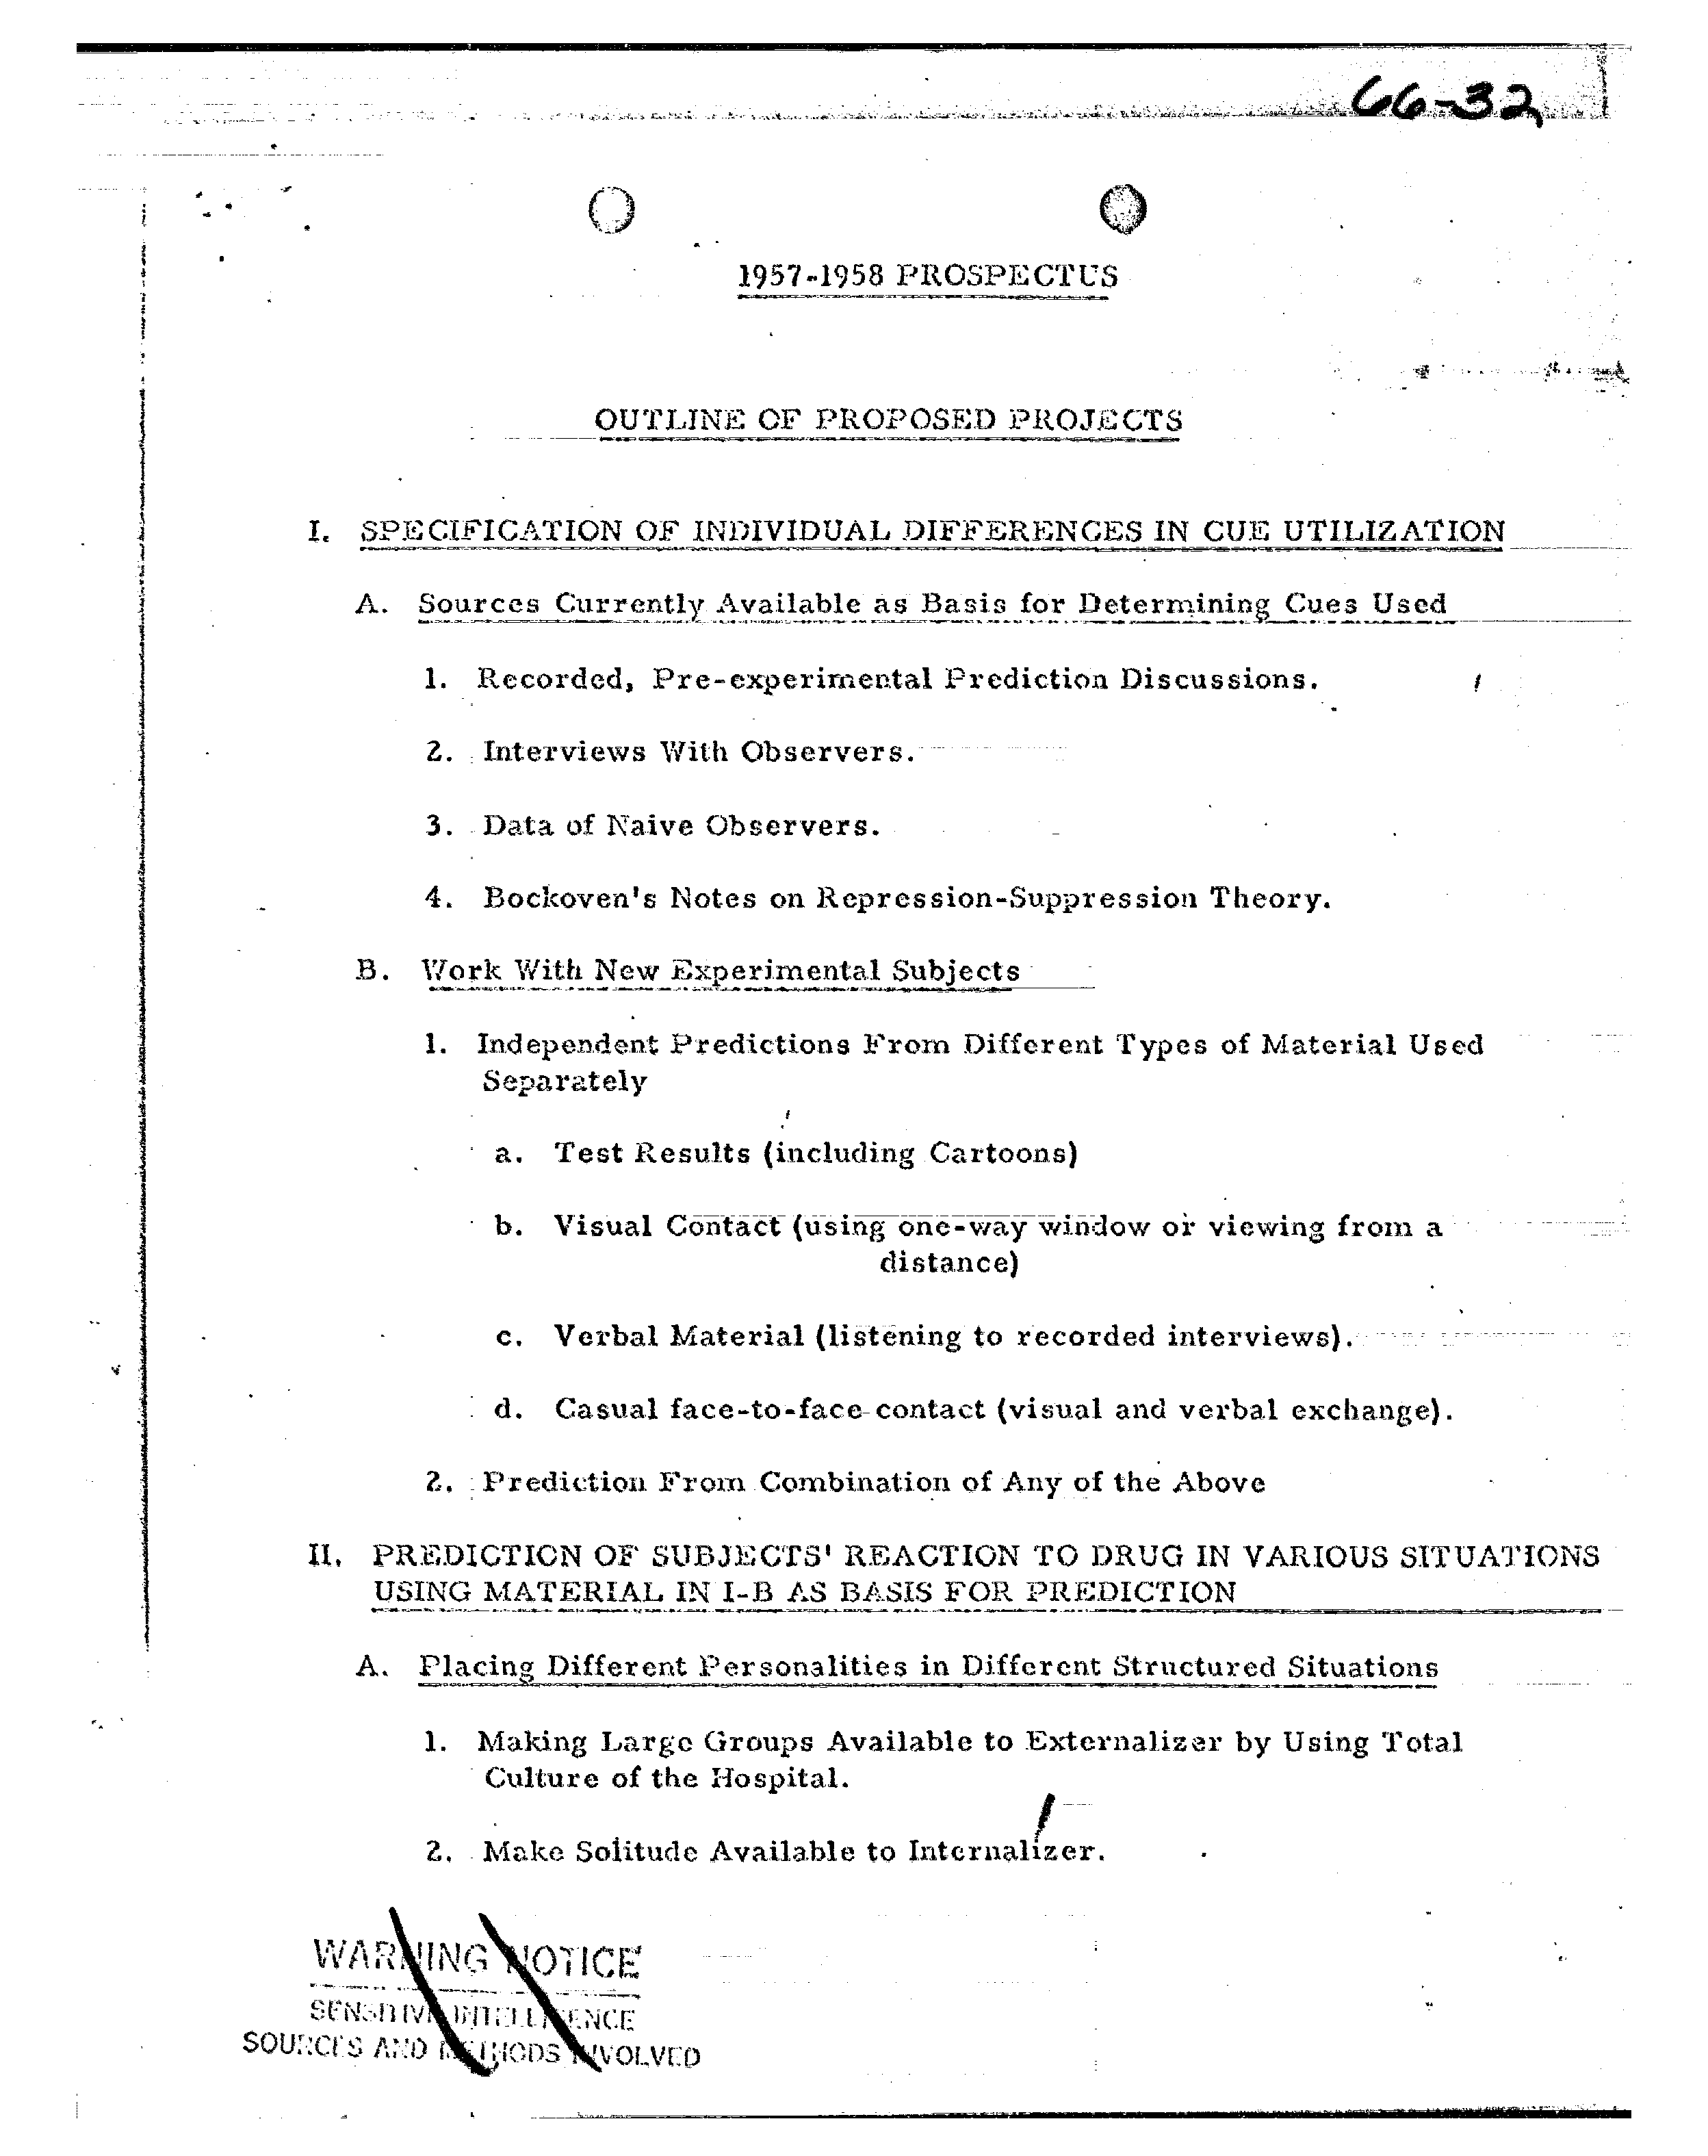 66-32
1957-1958 PROSPECTUS
OUTLINE OF PROPOSED PROJECTS
I. SPECIFICATION OF INDIVIDUAL DIFFERENCES IN CUE UTILIZATION
A. Sources Currently Available as Basis for Determining Cues Used
1. Recorded, Pre-experimental Prediction Discussions.
2. Interviews With Observers.
3. Data of Naive Observers.
4. Bockoven's Notes on Repression-Suppression Theory.
B. Work With New Experimental Subjects
1. Independent Predictions From Different Types of Material Used
Separately
a. Test Results (including Cartoons)
b. Visual Contact (using one-way window or viewing from a
distance)
c. Verbal Material (listening to recorded interviews).
d. Casual face-to-face contact (visual and verbal exchange).
2. Prediction From Combination of Any of the Above
II. PREDICTION OF SUBJECTS' REACTION TO DRUG IN VARIOUS SITUATIONS
USING MATERIAL IN I-B AS BASIS FOR PREDICTION
A. Placing Different Personalities in Different Structured Situations
1. Making Large Groups Available to Externalizer by Using Total
Culture of the Hospital.
2. Make Solitude Available to Internalizer.
WARNING NOTICE
SENSITIVE INTELLIGENCE
SOURCES AND METHODS INVOLVED